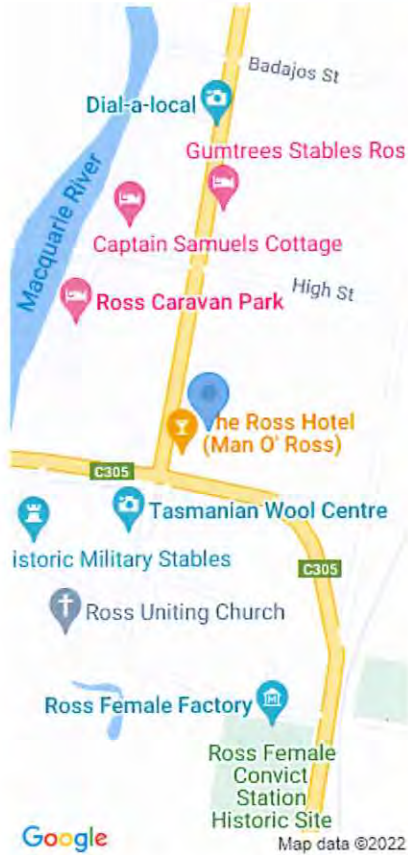 Badajos St
Dial-a-local
Gumtrees Stables Ros
Macquarie River
Captain Samuels Cottage
High St
Ross Caravan Park
he Ross Hotel
(Man O' Ross)
C305
Tasmanian Wool Centre
istoric Military Stables
C305
Ross Uniting Church
Ross Female Factory
Ross Female
Convict
Station
Historic Site
Google
Map data ©2022